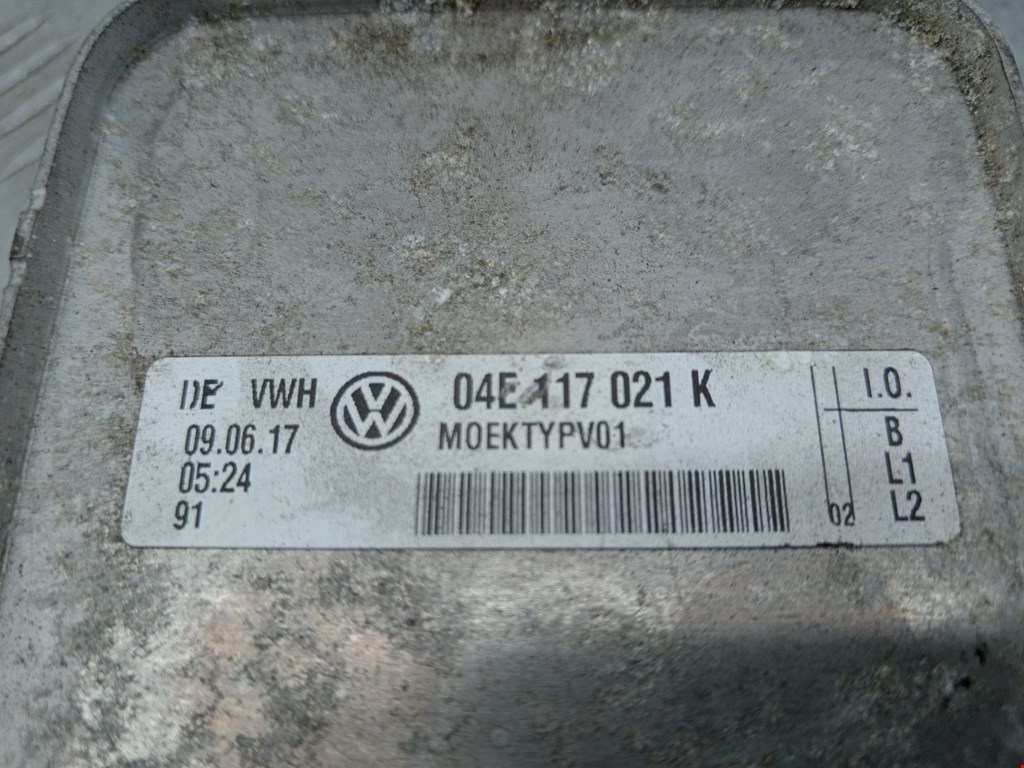 DE VWH
09.06.17
05:24
91
04E 117 021 K
MOEKTYPV01
02
I.O.
B
L1
L2